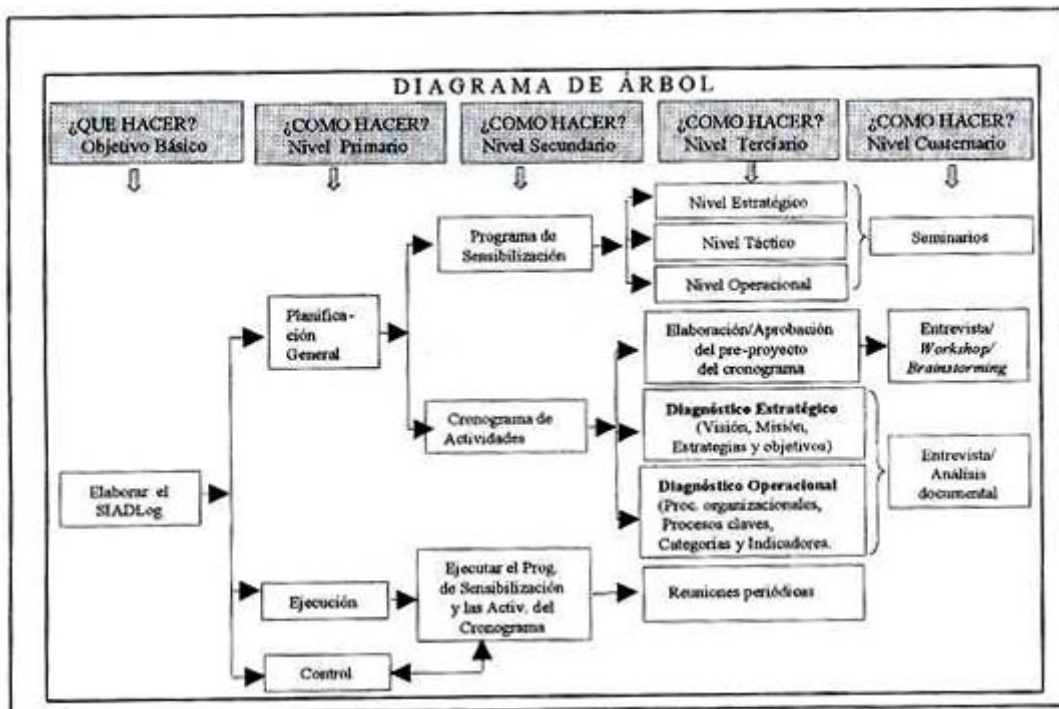 DIAGRAMA DE ÁRBOL
¿QUE HACER?
Objetivo Básico
¿COMO HACER?
Nivel Primario
¿COMO HACER?
Nivel Secundario
¿COMO HACER?
Nivel Terciario
¿COMO HACER?
Nivel Cuaternario
Elaborar el
SIADLog
Planifica-
ción
General
Programa de
Sensibilización
Nivel Estratégico
Nivel Táctico
Nivel Operacional
Seminarios
Cronograma de
Actividades
Elaboración/Aprobación
del pre-proyecto
del cronograma
Entrevista/
Workshop/
Brainstorming
Diagnóstico Estratégico
(Visión, Misión,
Estrategias y objetivos)
Diagnóstico Operacional
(Proc. organizacionales,
Procesos claves,
Categorías y Indicadores.
Entrevista/
Análisis
documental
Ejecución
Ejecutar el Prog.
de Sensibilización
y las Activ. del
Cronograma
Reuniones periódicas
Control